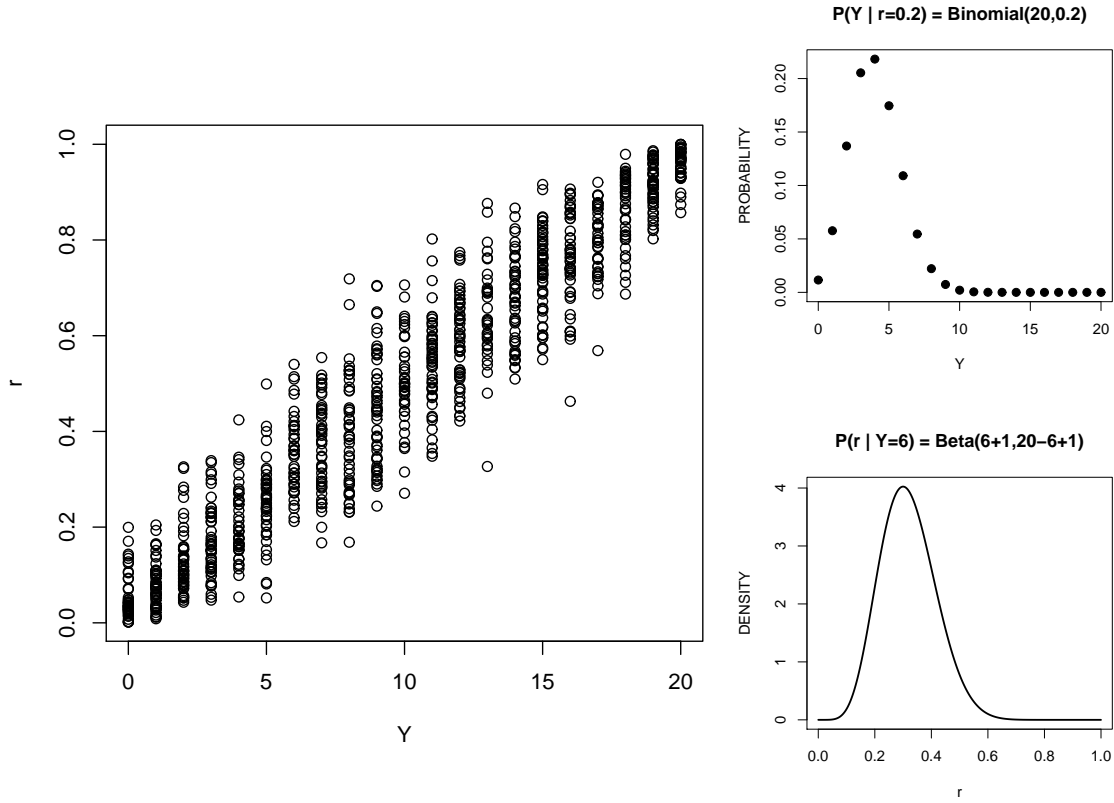 r
1.0
0.8
0.6
0.4
0.2
0.0
0 5 10 15 20
Y
P(Y | r=0.2) = Binomial(20,0.2)
PROBABILITY
0.20
0.15
0.10
0.05
0.00
0 5 10 15 20
Y
P(r | Y=6) = Beta(6+1,20−6+1)
DENSITY
4
3
2
1
0
0.0 0.2 0.4 0.6 0.8 1.0
r